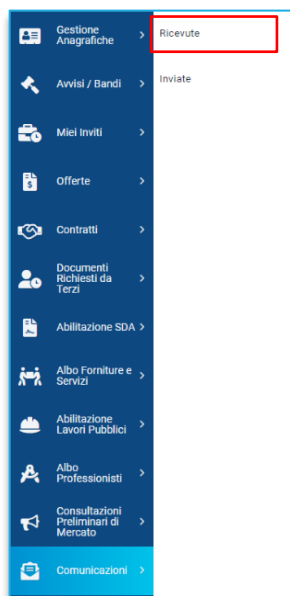 Gestione
Anagrafiche
Ricevute
Avvisi / Bandi
Inviate
Miei Inviti
Offerte
Contratti
Documenti
Richiesti da
Terzi
Abilitazione SDA
Albo Forniture e
Servizi
Abilitazione
Lavori Pubblici
Albo
Professionisti
Consultazioni
Preliminari di
Mercato
Comunicazioni